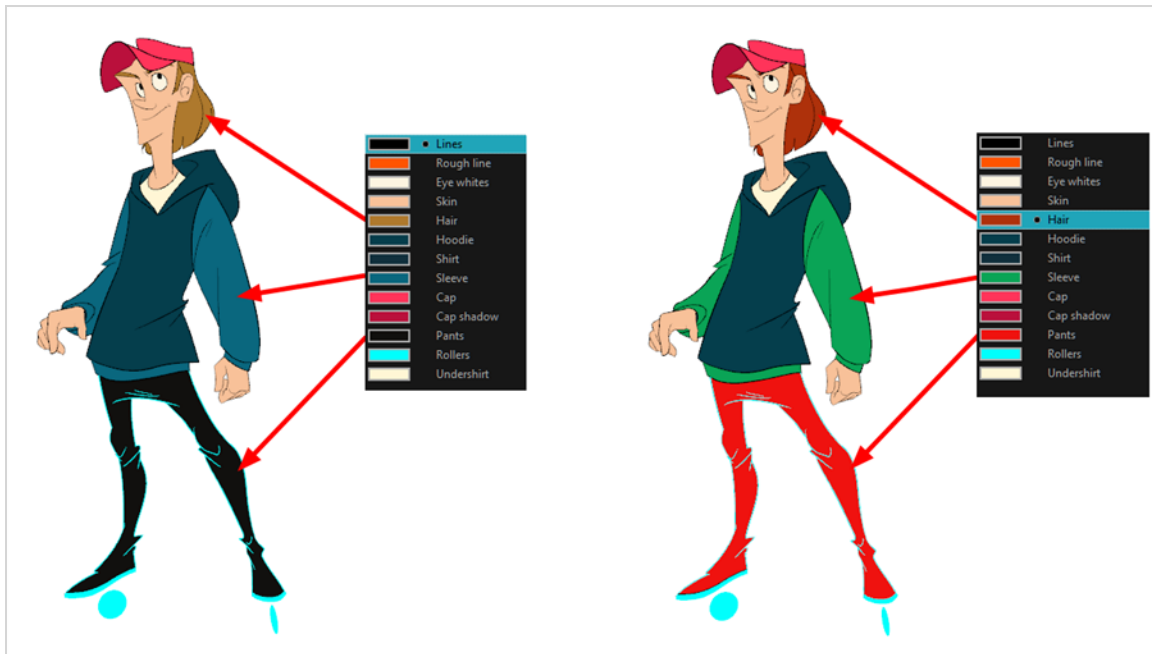 Lines
Rough line
Eye whites
Skin
Hair
Hoodie
Shirt
Sleeve
Cap
Cap shadow
Pants
Rollers
Undershirt
Lines
Rough line
Eye whites
Skin
Hair
Hoodie
Shirt
Sleeve
Cap
Cap shadow
Pants
Rollers
Undershirt